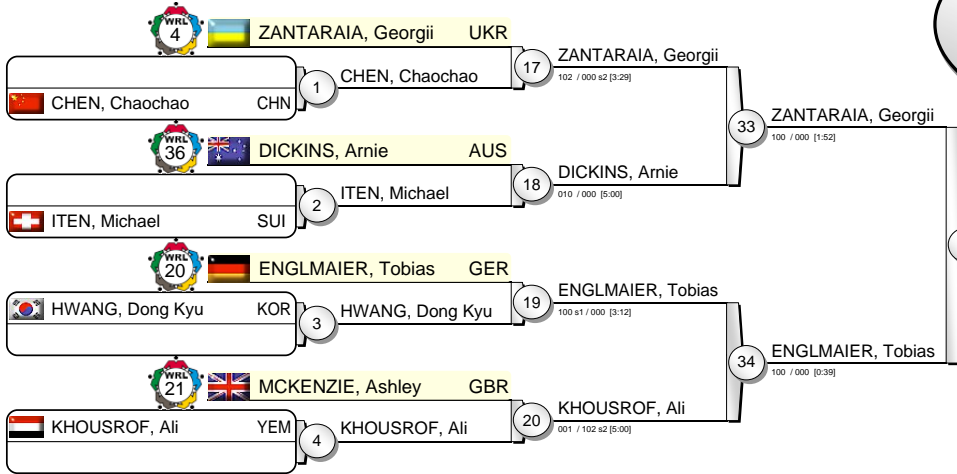 WRL
4
ZANTARAIA, Georgii UKR
CHEN, Chaochao CHN
1
CHEN, Chaochao
17
ZANTARAIA, Georgii
102 / 000 s2 [3:29]
WRL
36
DICKINS, Arnie AUS
ITEN, Michael SUI
2
ITEN, Michael
18
DICKINS, Arnie
010 / 000 [5:00]
33
ZANTARAIA, Georgii
100 / 000 [1:52]
WRL
20
ENGLMAIER, Tobias GER
HWANG, Dong Kyu KOR
3
HWANG, Dong Kyu
19
ENGLMAIER, Tobias
100 s1 / 000 [3:12]
WRL
21
MCKENZIE, Ashley GBR
KHOUSROF, Ali YEM
4
KHOUSROF, Ali
20
KHOUSROF, Ali
001 / 102 s2 [5:00]
34
ENGLMAIER, Tobias
100 / 000 [0:39]